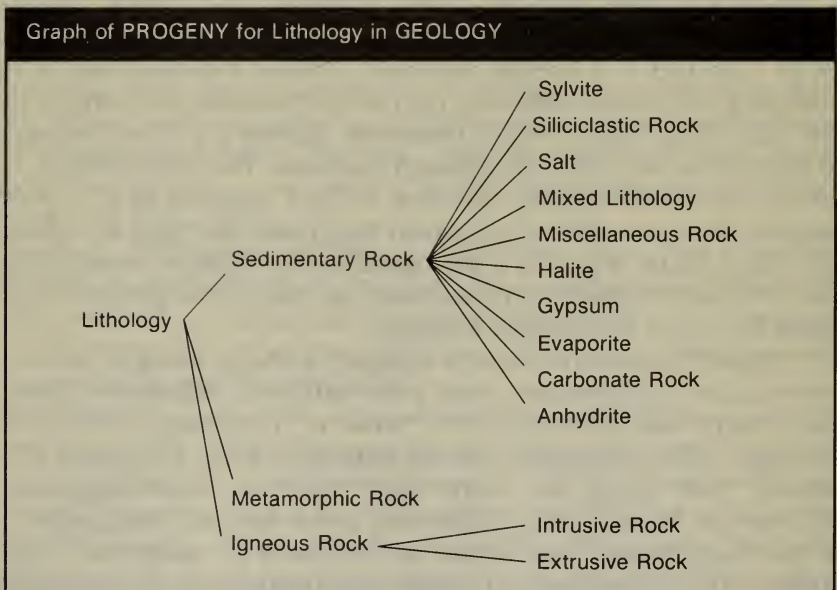 Graph of PROGENY for Lithology in GEOLOGY
Sylvite
Siliciclastic Rock
Salt
Mixed Lithology
Miscellaneous Rock
Sedimentary Rock
Halite
Gypsum
Lithology
Evaporite
Carbonate Rock
Anhydrite
Metamorphic Rock
Intrusive Rock
Igneous Rock
Extrusive Rock